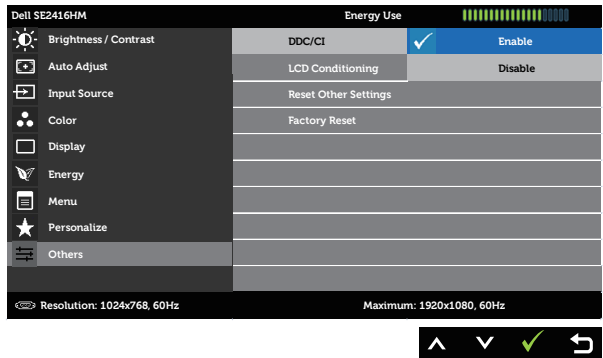 Dell SE2416HM Energy Use
Brightness / Contrast DDC/CI Enable
Auto Adjust LCD Conditioning Disable
Input Source Reset Other Settings
Color Factory Reset
Display
Energy
Menu
Personalize
Others
Resolution: 1024x768, 60Hz Maximum: 1920x1080, 60Hz